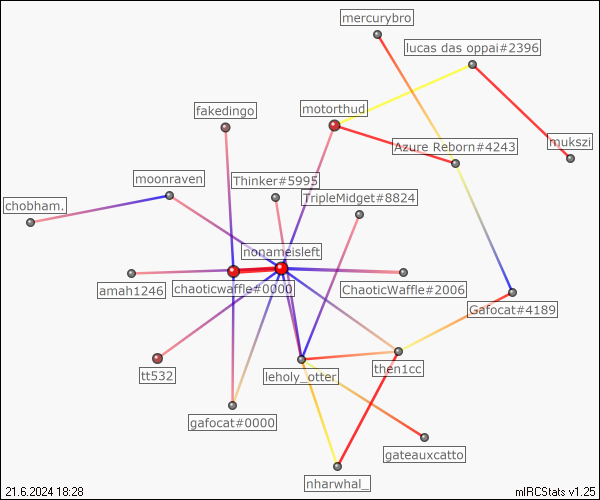 mercurybro
lucas das oppai#2396
fakedingo
motorthud
Azure Reborn#4243
mukszi
moonraven
Thinker#5995
TripleMidget#8824
chobham.
nonameisleft
amah1246
chaoticwaffle#0000
ChaoticWaffle#2006
Gafocat#4189
tt532
leholy_otter
then1cc
gafocat#0000
gateauxcatto
nharwhal_
21.6.2024 18:28
mIRCStats v1.25